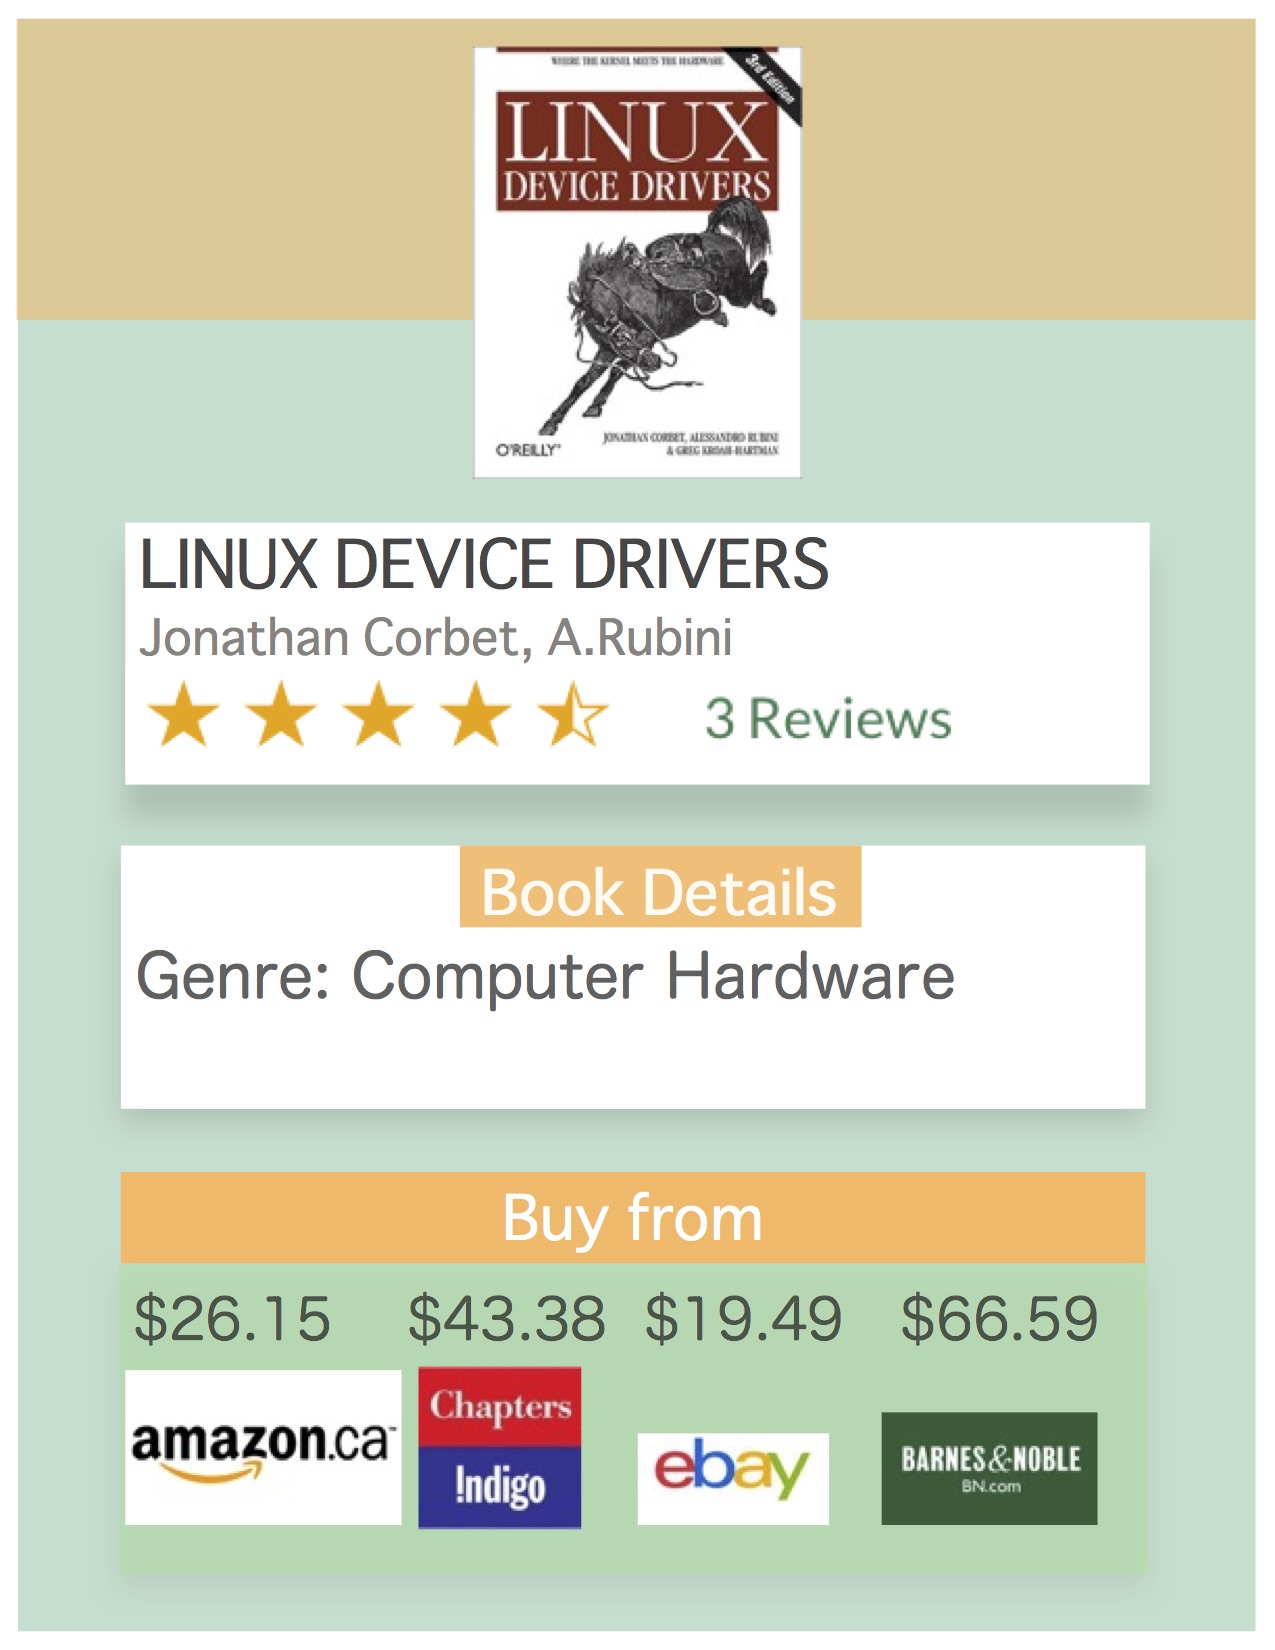 WHERE THE KERNEL MEETS THE HARDWARE
3rd Edition
LINUX
DEVICE DRIVERS
JONATHAN CORBET, ALESSANDRO RUBINI
& GREG KROAH-HARTMAN
O'REILLY®
LINUX DEVICE DRIVERS
Jonathan Corbet, A.Rubini
3 Reviews
Book Details
Genre: Computer Hardware
Buy from
$26.15 $43.38 $19.49 $66.59
amazon.ca™
Chapters
!ndigo
ebay
BARNES&NOBLE
BN.com